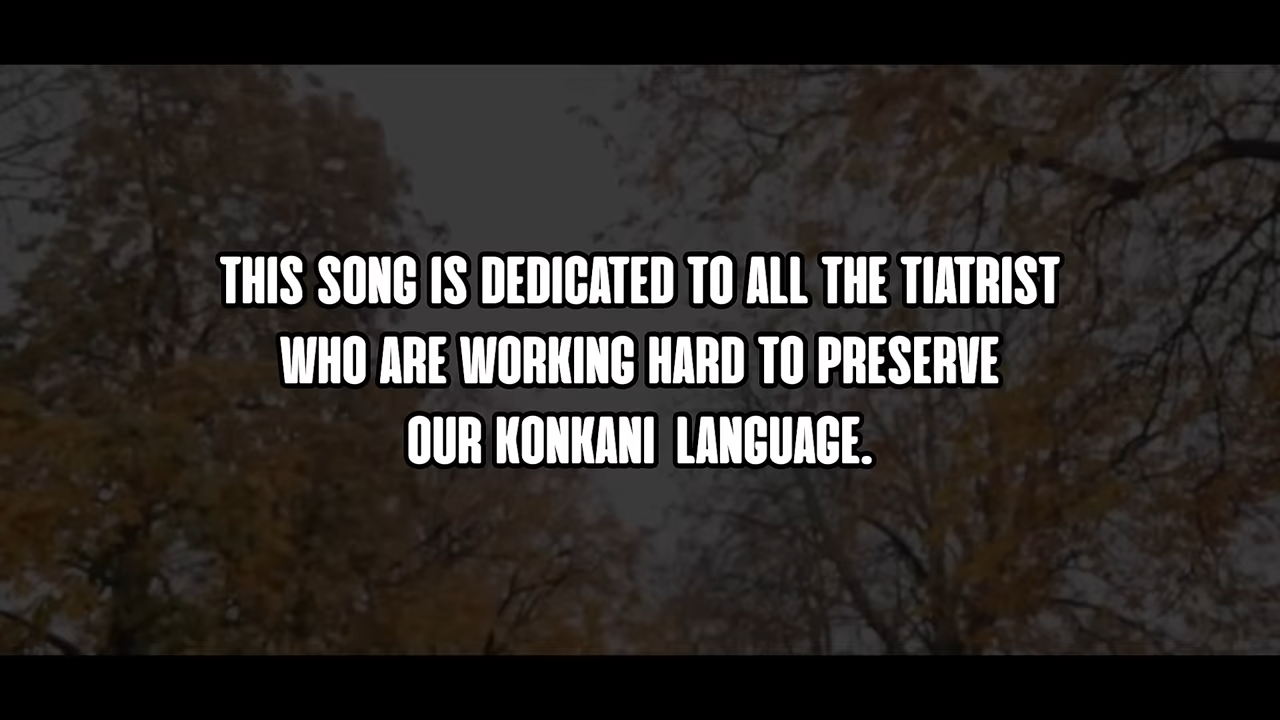 THIS SONG IS DEDICATED TO ALL THE TIATRIST
WHO ARE WORKING HARD TO PRESERVE
OUR KONKANI LANGUAGE.